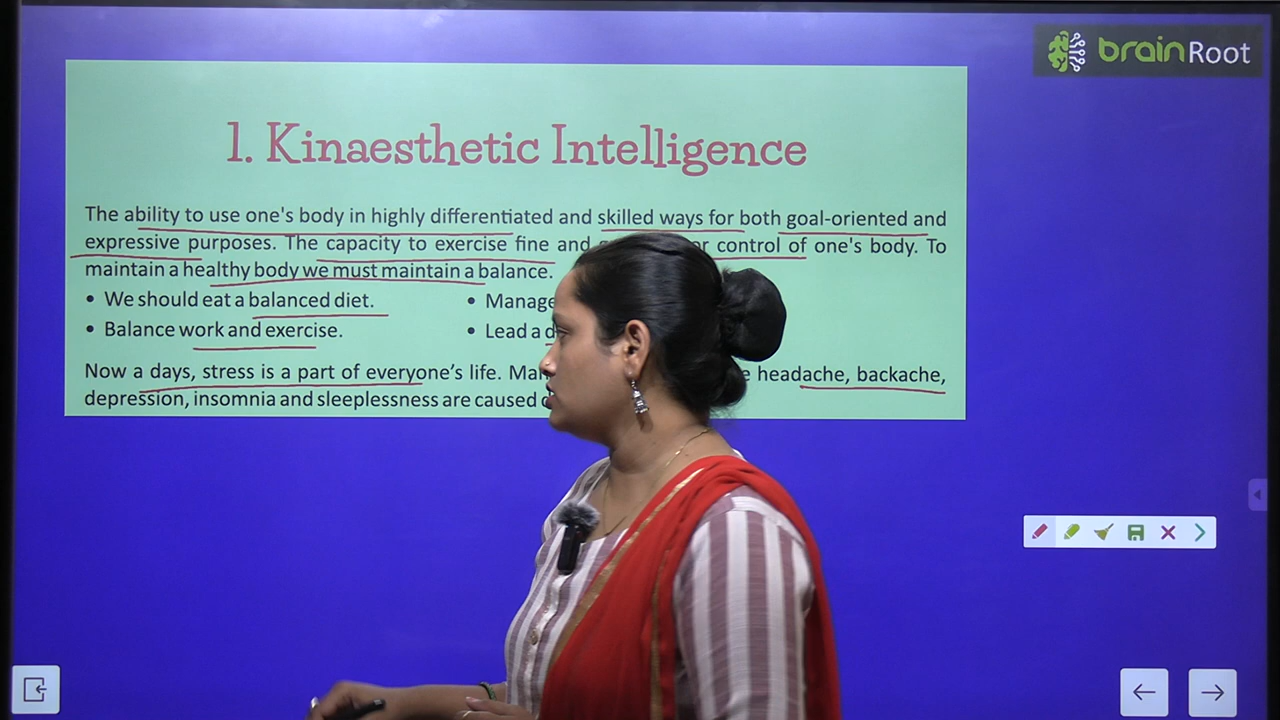 brainRoot
1. Kinaesthetic Intelligence
The ability to use one's body in highly differentiated and skilled ways for both goal-oriented and
expressive purposes. The capacity to exercise fine and control of one's body. To
maintain a healthy body we must maintain a balance.
• We should eat a balanced diet. • Manage
• Balance work and exercise. • Lead a
Now a days, stress is a part of everyone's life. headache, backache,
depression, insomnia and sleeplessness are caused